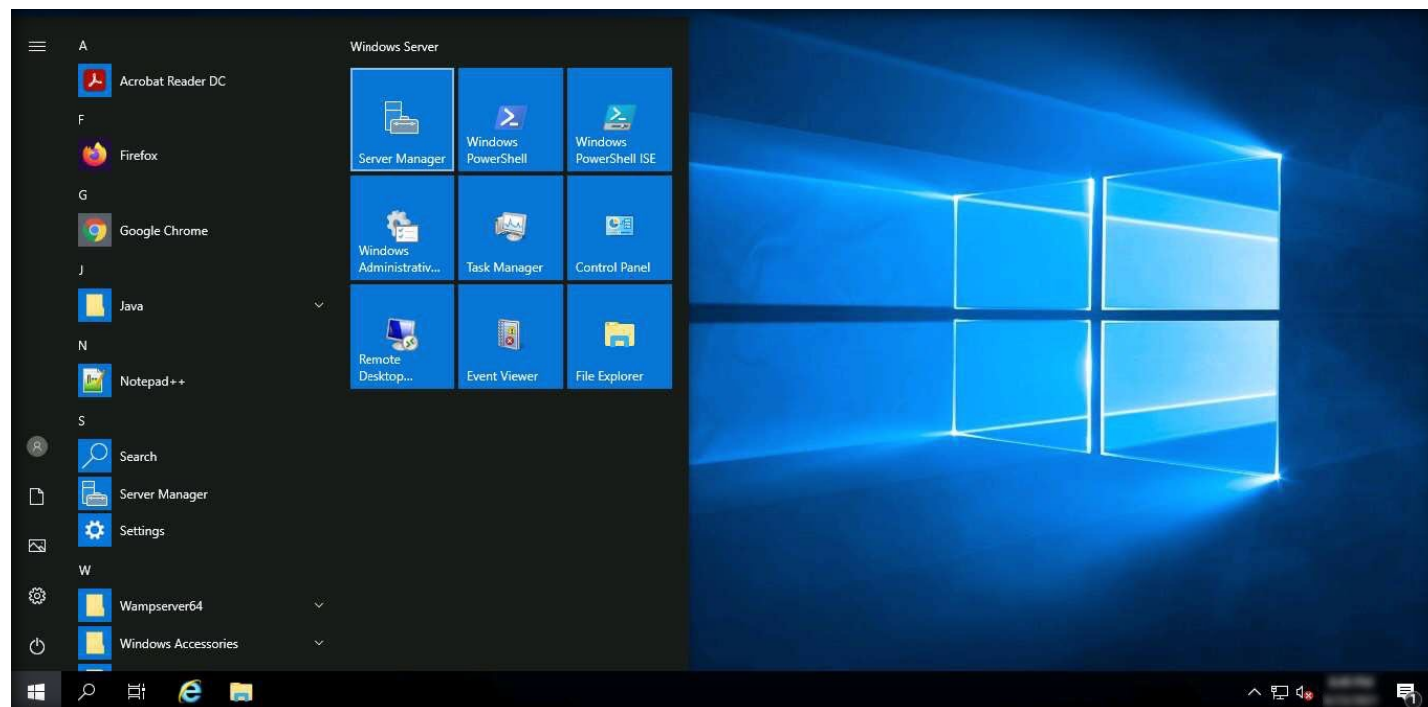 A
Acrobat Reader DC
F
Firefox
G
Google Chrome
J
Java
N
Notepad++
S
Search
Server Manager
Settings
W
Wampserver64
Windows Accessories
Windows Server
Server Manager
Windows
PowerShell
Windows
PowerShell ISE
Windows
Administrativ...
Task Manager
Control Panel
Remote
Desktop...
Event Viewer
File Explorer
1